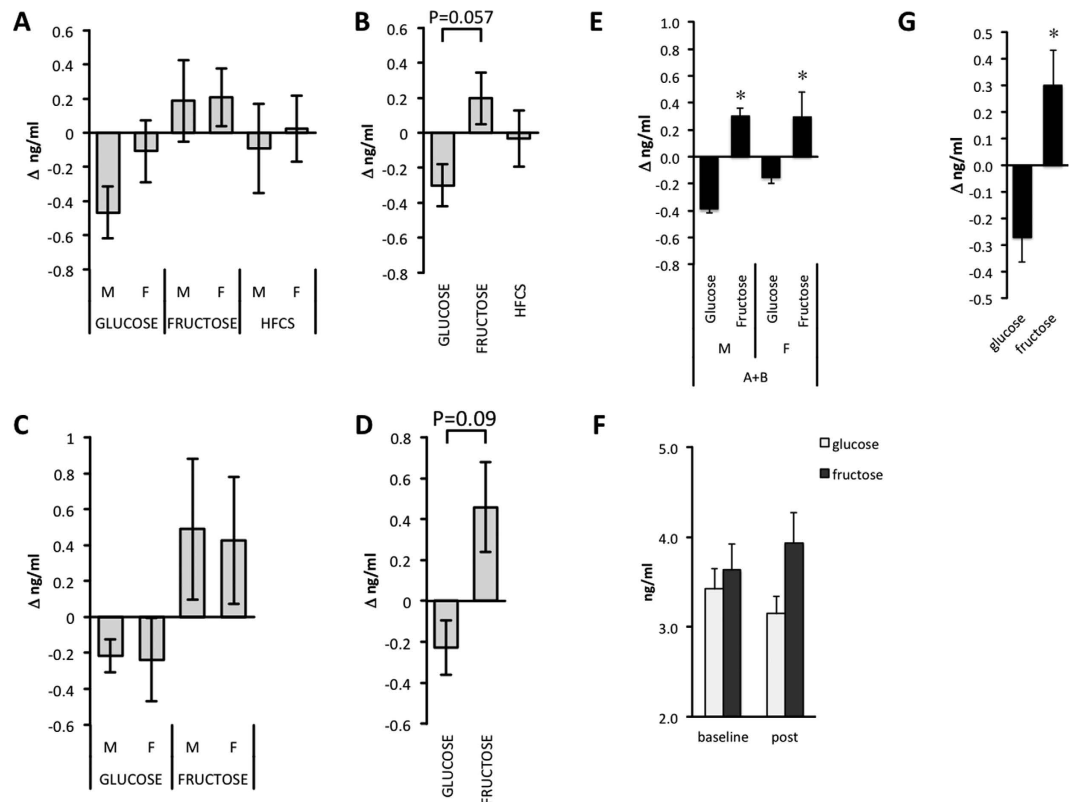 A
Δ ng/ml
0.6
0.4
0.2
0
-0.2
-0.4
-0.6
-0.8
M F M F M F
GLUCOSE FRUCTOSE HFCS
B
P=0.057
Δ ng/ml
0.6
0.4
0.2
0
-0.2
-0.4
-0.6
-0.8
GLUCOSE
FRUCTOSE
HFCS
E
Δ ng/ml
1.0
0.8
0.6
0.4
0.2
0.0
-0.2
-0.4
-0.6
-0.8
* *
Glucose
Fructose
Glucose
Fructose
M F
A+B
G
Δ ng/ml
0.5
0.4
0.3
0.2
0.1
0.0
-0.1
-0.2
-0.3
-0.4
-0.5
*
glucose
fructose
C
Δ ng/ml
1
0.8
0.6
0.4
0.2
0
-0.2
-0.4
-0.6
M F M F
GLUCOSE FRUCTOSE
D
P=0.09
Δ ng/ml
0.8
0.6
0.4
0.2
0
-0.2
-0.4
-0.6
GLUCOSE
FRUCTOSE
F
ng/ml
5.0
4.0
3.0
2.0
glucose
fructose
baseline post